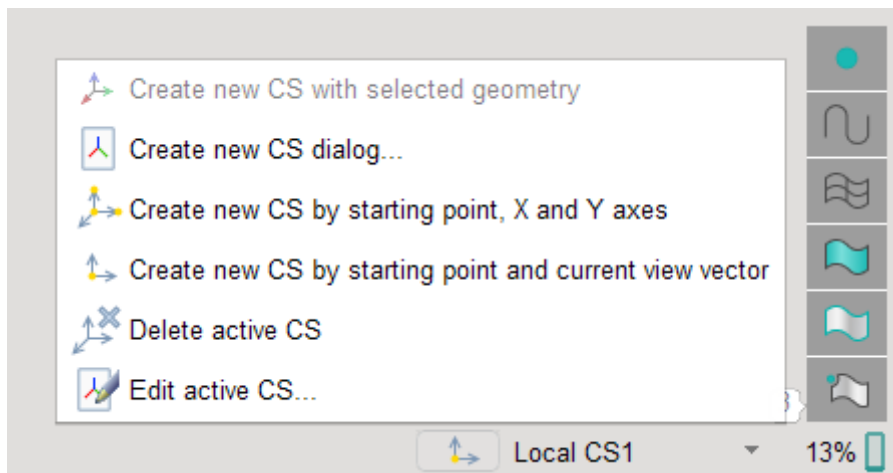 Create new CS with selected geometry
Create new CS dialog...
Create new CS by starting point, X and Y axes
Create new CS by starting point and current view vector
Delete active CS
Edit active CS...
Local CS1
13%